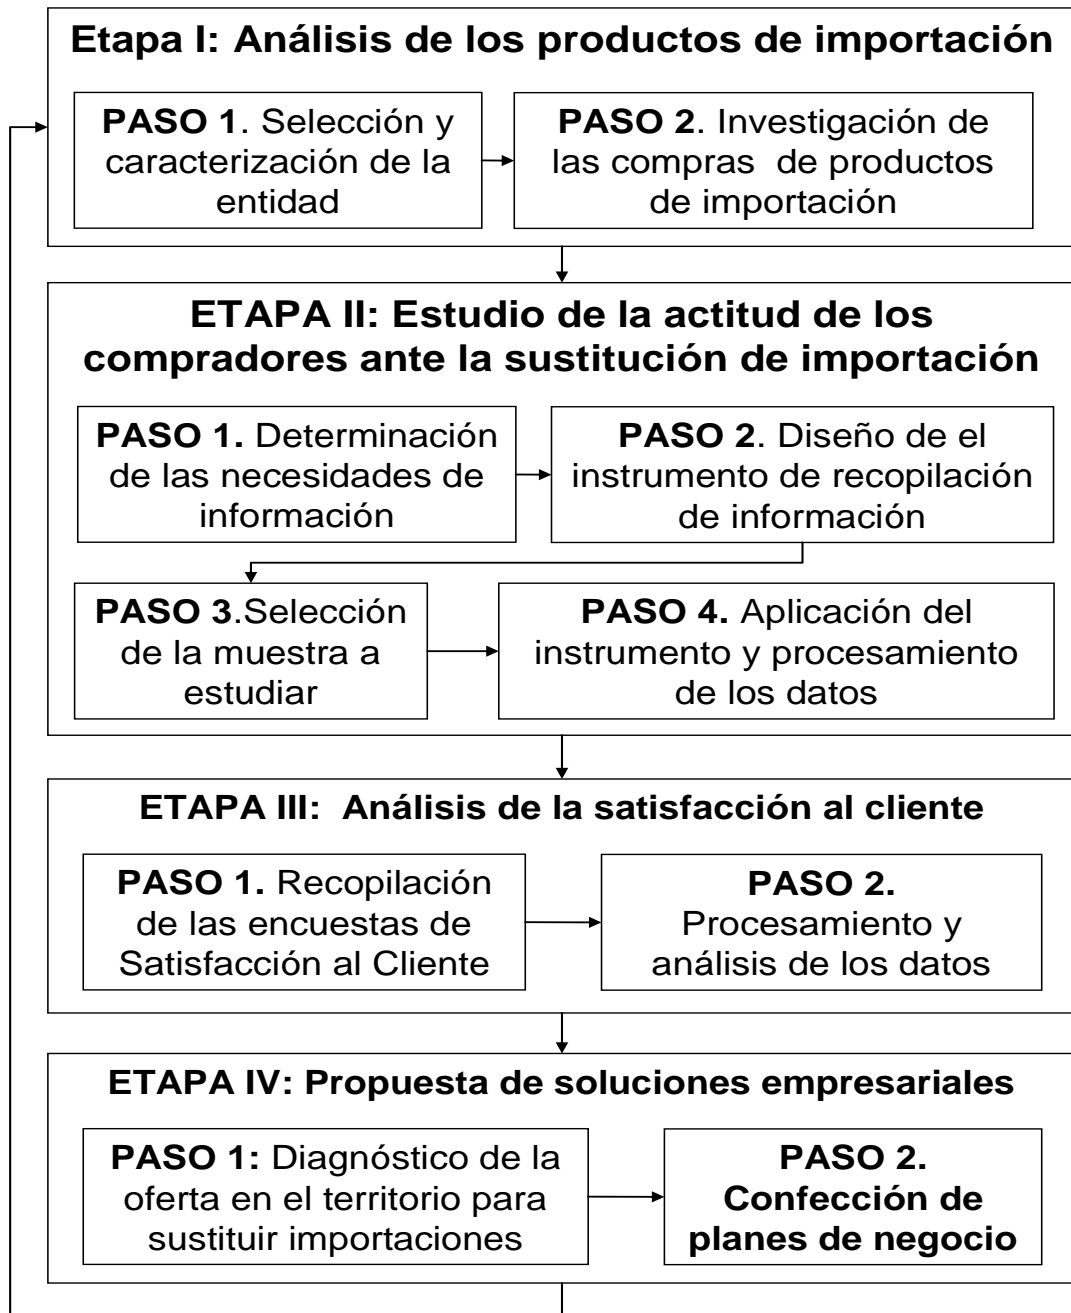 Etapa I: Análisis de los productos de importación
PASO 1. Selección y
caracterización de la
entidad
PASO 2. Investigación de
las compras  de productos
de importación
ETAPA II: Estudio de la actitud de los
compradores ante la sustitución de importación
PASO 1. Determinación
de las necesidades de
información
PASO 2. Diseño de el
instrumento de recopilación
de información
PASO 3.Selección
de la muestra a
estudiar
PASO 4. Aplicación del
instrumento y procesamiento
de los datos
ETAPA III:  Análisis de la satisfacción al cliente
PASO 1. Recopilación
de las encuestas de
Satisfacción al Cliente
PASO 2.
Procesamiento y
análisis de los datos
ETAPA IV: Propuesta de soluciones empresariales
PASO 1: Diagnóstico de la
oferta en el territorio para
sustituir importaciones
PASO 2.
Confección de
planes de negocio